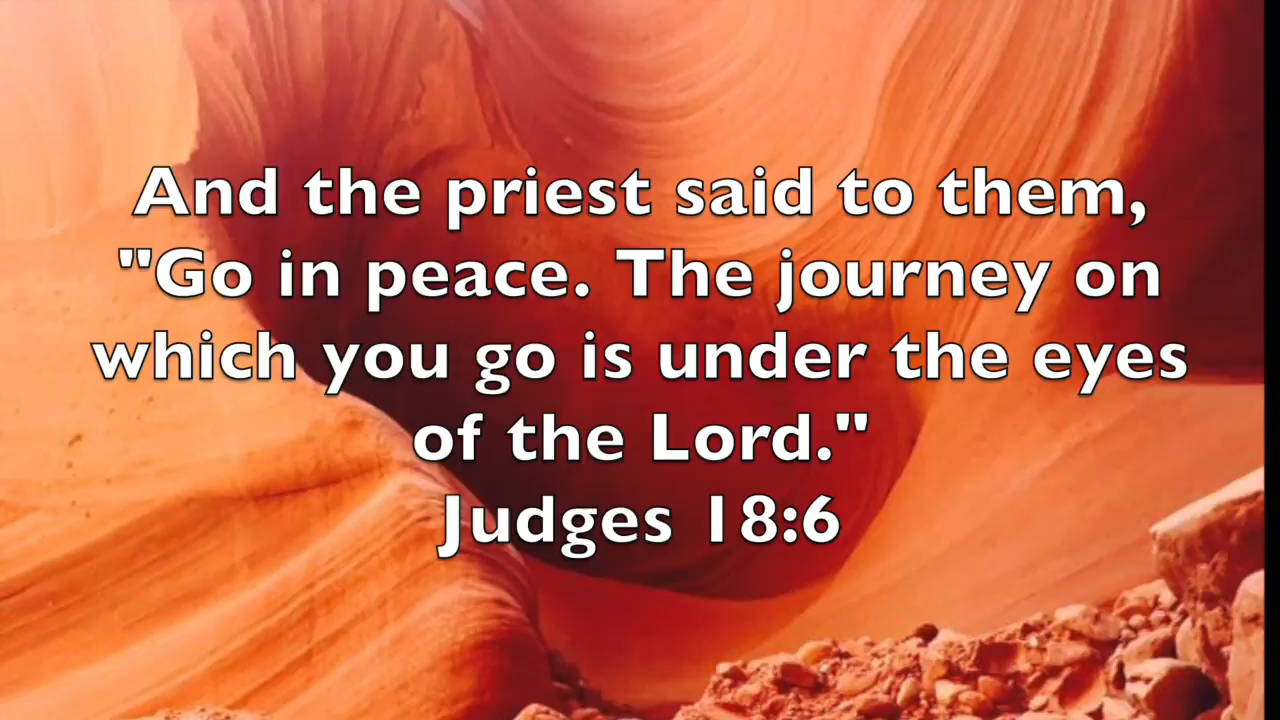 And the priest said to them,
"Go in peace. The journey on
which you go is under the eyes
of the Lord."
Judges 18:6